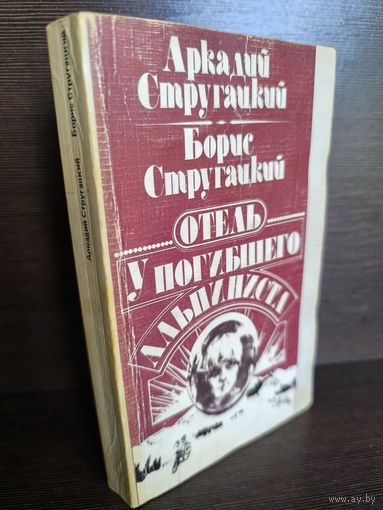 Аркадий
Стругацкий
Борис
Стругацкий
ОТЕЛЬ
У ПОГИБШЕГО
АЛЬПИНИСТА
Аркадий Стругацкий Борис Стругацкий
www.ay.by